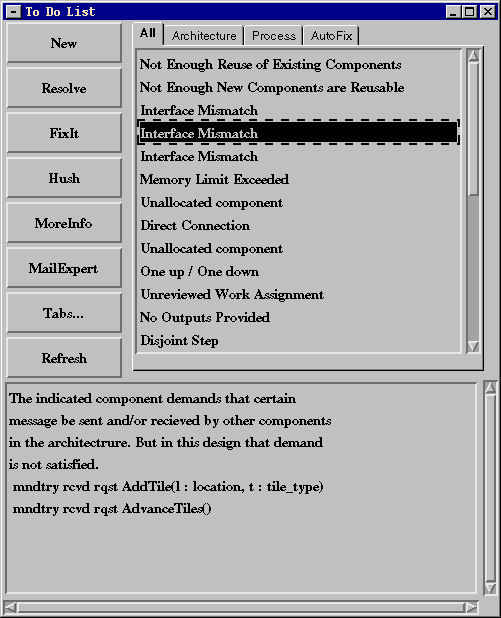 To Do List
New
Resolve
FixIt
Hush
MoreInfo
MailExpert
Tabs...
Refresh
All Architecture Process AutoFix
Not Enough Reuse of Existing Components
Not Enough New Components are Reusable
Interface Mismatch
Interface Mismatch
Interface Mismatch
Memory Limit Exceeded
Unallocated component
Direct Connection
Unallocated component
One up / One down
Unreviewed Work Assignment
No Outputs Provided
Disjoint Step
The indicated component demands that certain
message be sent and/or recieved by other components
in the architectrure. But in this design that demand
is not satisfied.
mndtry rcvd rqst AddTile(l : location, t : tile_type)
mndtry rcvd rqst AdvanceTiles()